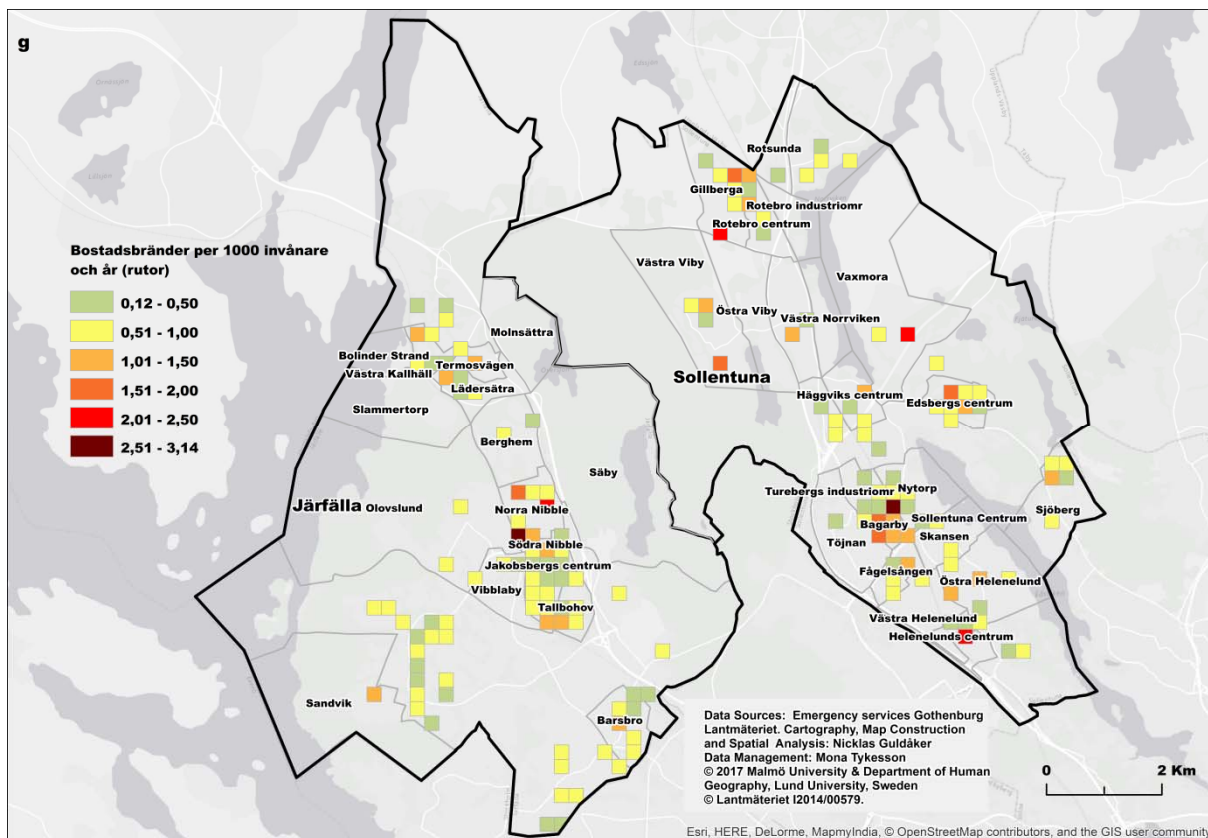 g
Rotsunda
Gillberga
Rotebro industriomr
Rotebro centrum
Bostadsbränder per 1000 invånare
och år (rutor)
0,12 - 0,50
0,51 - 1,00
1,01 - 1,50
1,51 - 2,00
2,01 - 2,50
2,51 - 3,14
Västra Viby
Vaxmora
Östra Viby
Västra Norrviken
Molnsättra
Bolinder Strand
Termosvägen
Västra Kallhäll
Lädersätra
Sollentuna
Slammertorp
Häggviks centrum
Edsbergs centrum
Berghem
Säby
Turebergs industriomr
Nytorp
Järfälla
Olovslund
Norra Nibble
Sollentuna Centrum
Sjöberg
Bagarby
Södra Nibble
Töjnan
Skansen
Jakobsbergs centrum
Fågelsången
Östra Helenelund
Vibblaby
Tallbohov
Västra Helenelund
Helenelunds centrum
Sandvik
Barsbro
Data Sources: Emergency services Gothenburg
Lantmäteriet. Cartography, Map Construction
and Spatial Analysis: Nicklas Guldåker
Data Management: Mona Tykesson
© 2017 Malmö University & Department of Human
Geography, Lund University, Sweden
© Lantmäteriet I2014/00579.
0 2 Km
Esri, HERE, DeLorme, MapmyIndia, © OpenStreetMap contributors, and the GIS user community